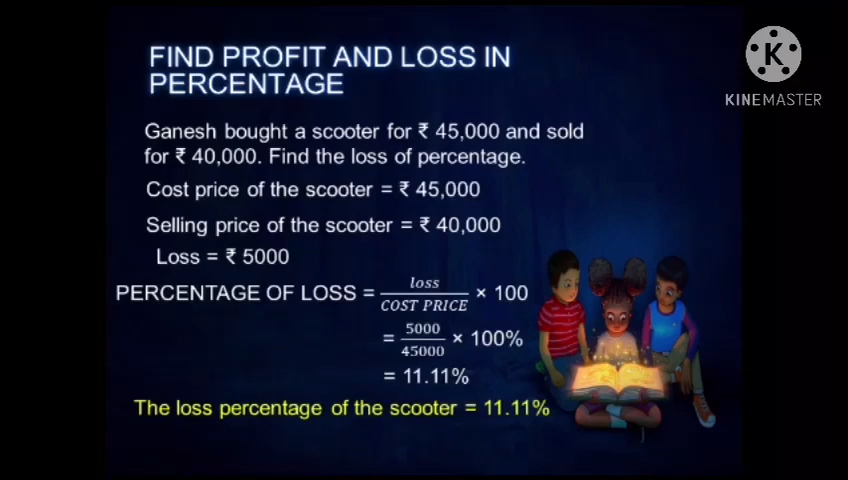 FIND PROFIT AND LOSS IN
PERCENTAGE
K
KINEMASTER
Ganesh bought a scooter for ₹ 45,000 and sold
for ₹ 40,000. Find the loss of percentage.
Cost price of the scooter = ₹ 45,000
Selling price of the scooter = ₹ 40,000
Loss = ₹ 5000
PERCENTAGE OF LOSS = loss / COST PRICE × 100
= 5000 / 45000 × 100%
= 11.11%
The loss percentage of the scooter = 11.11%